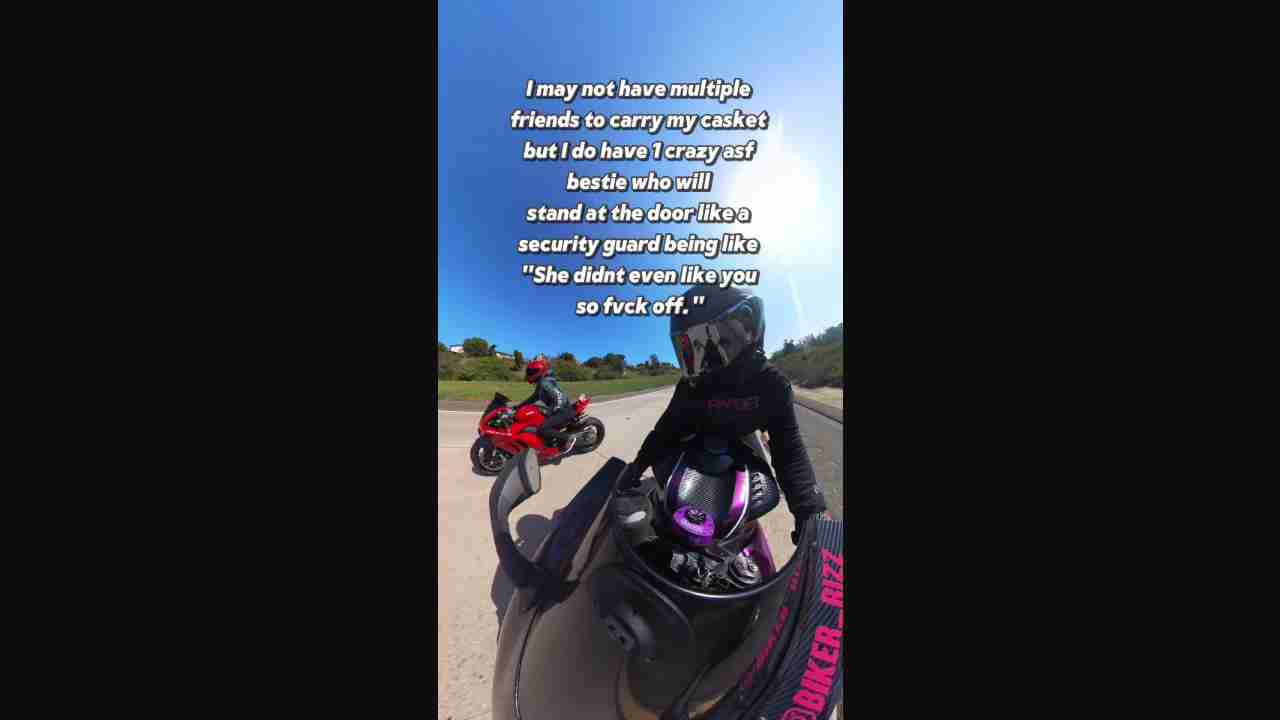 I may not have multiple
friends to carry my casket
but I do have 1 crazy asf
bestie who will
stand at the door like a
security guard being like
"She didnt even like you
so fvck off."
@BIKER_RIZZ